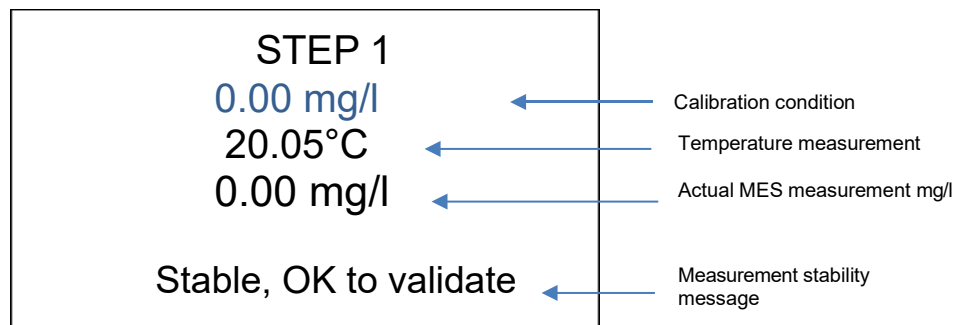 STEP 1
0.00 mg/l
Calibration condition
20.05°C
Temperature measurement
0.00 mg/l
Actual MES measurement mg/l
Stable, OK to validate
Measurement stability
message